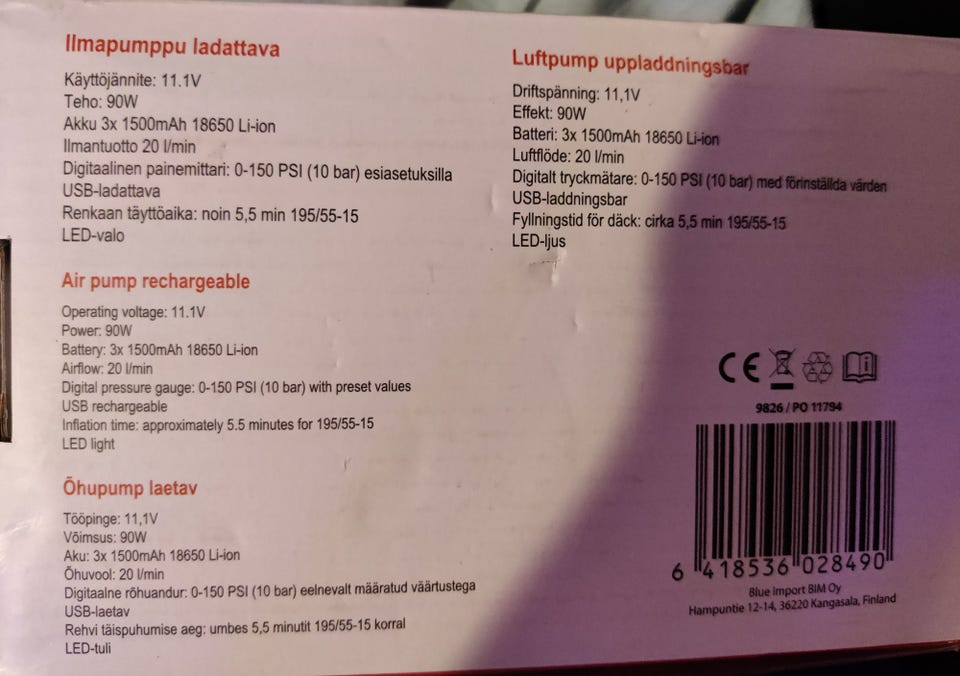 Ilmapumppu ladattava
Käyttöjännite: 11.1V
Teho: 90W
Akku 3x 1500mAh 18650 Li-ion
Ilmantuotto 20 l/min
Digitaalinen painemittari: 0-150 PSI (10 bar) esiasetuksilla
USB-ladattava
Renkaan täyttöaika: noin 5,5 min 195/55-15
LED-valo
Air pump rechargeable
Operating voltage: 11.1V
Power: 90W
Battery: 3x 1500mAh 18650 Li-ion
Airflow: 20 l/min
Digital pressure gauge: 0-150 PSI (10 bar) with preset values
USB rechargeable
Inflation time: approximately 5.5 minutes for 195/55-15
LED light
Õhupump laetav
Tööpinge: 11,1V
Võimsus: 90W
Aku: 3x 1500mAh 18650 Li-ion
Õhuvool: 20 l/min
Digitaalne rõhuandur: 0-150 PSI (10 bar) eelnevalt määratud väärtustega
USB-laetav
Rehvi täispuhumise aeg: umbes 5,5 minutit 195/55-15 korral
LED-tuli
Luftpump uppladdningsbar
Driftspänning: 11,1V
Effekt: 90W
Batteri: 3x 1500mAh 18650 Li-ion
Luftflöde: 20 l/min
Digitalt tryckmätare: 0-150 PSI (10 bar) med förinställda värden
USB-laddningsbar
Fyllningstid för däck: cirka 5,5 min 195/55-15
LED-ljus
CE
9826 / PO 11794
6 418536 028490
Blue Import BIM Oy
Hampuntie 12-14, 36220 Kangasala, Finland